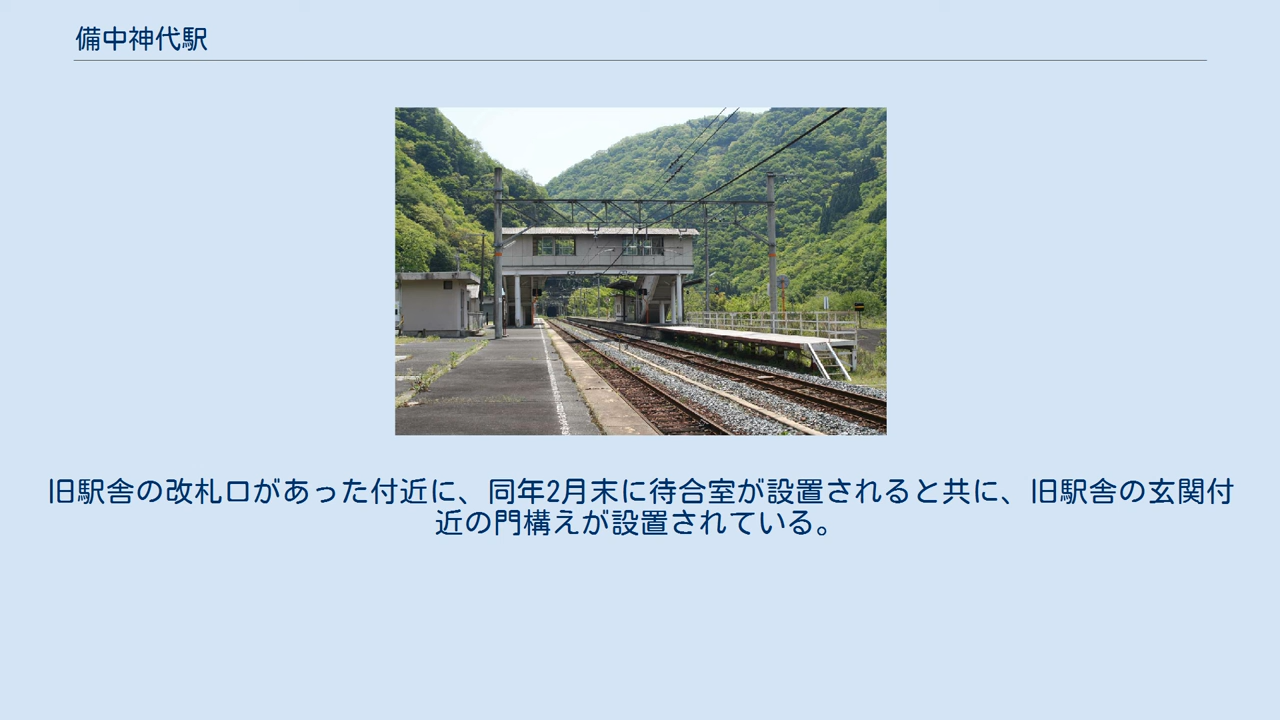 備中神代駅
旧駅舎の改札口があった付近に、同年2月末に待合室が設置されると共に、旧駅舎の玄関付
近の門構えが設置されている。